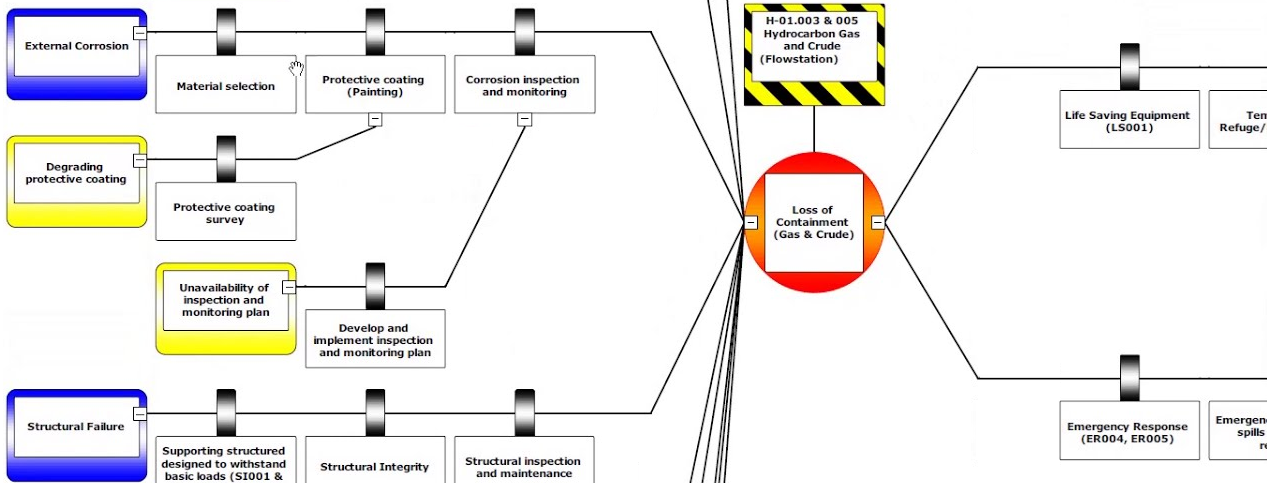 External Corrosion
Material selection
Protective coating
(Painting)
Corrosion inspection
and monitoring
Degrading
protective coating
Protective coating
survey
Unavailability of
inspection and
monitoring plan
Develop and
implement inspection
and monitoring plan
Structural Failure
Supporting structured
designed to withstand
basic loads (SI001 &
Structural Integrity
Structural inspection
and maintenance
H-01.003 & 005
Hydrocarbon Gas
and Crude
(Flowstation)
Loss of
Containment
(Gas & Crude)
Life Saving Equipment
(LS001)
Refuge/
Emergency Response
(ER004, ER005)
spills